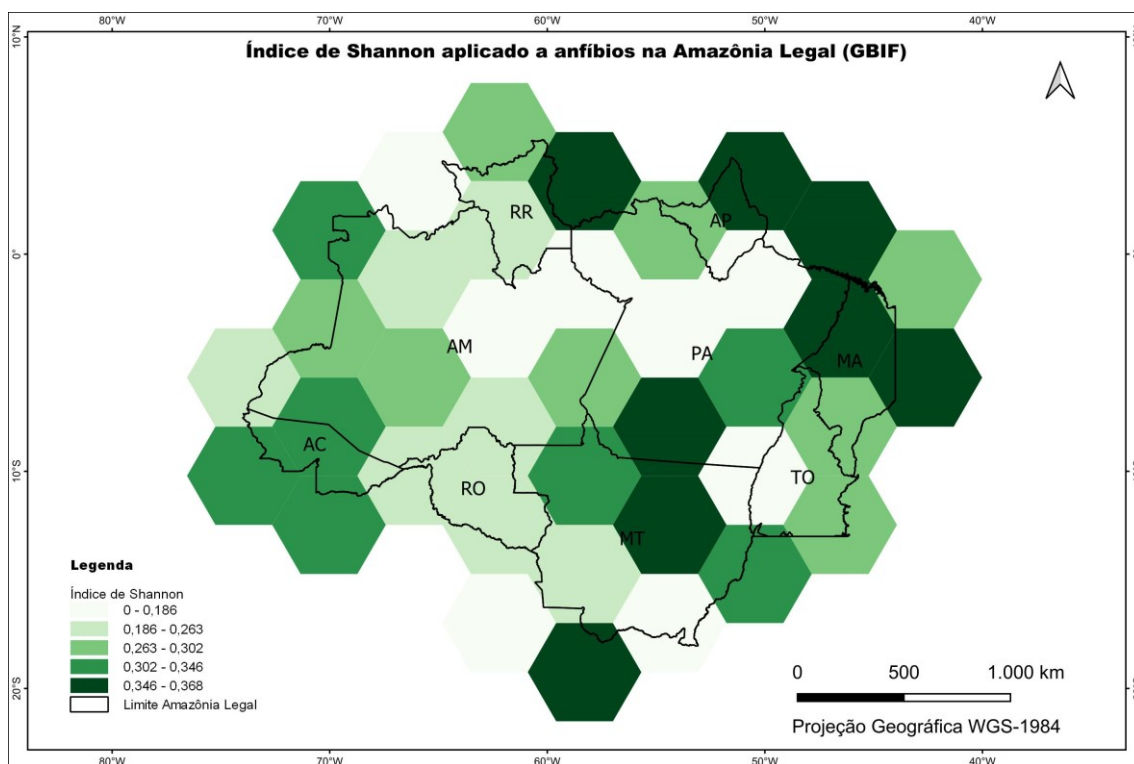 80°W 70°W 60°W 50°W 40°W
10°N
Índice de Shannon aplicado a anfíbios na Amazônia Legal (GBIF)
RR
AP
0°
0°
AM
PA
MA
AC
RO
TO
10°S
10°S
MT
Legenda
Índice de Shannon
0 - 0,186
0,186 - 0,263
0,263 - 0,302
0,302 - 0,346
0,346 - 0,368
Limite Amazônia Legal
0 500 1.000 km
Projeção Geográfica WGS-1984
20°S
80°W 70°W 60°W 50°W 40°W